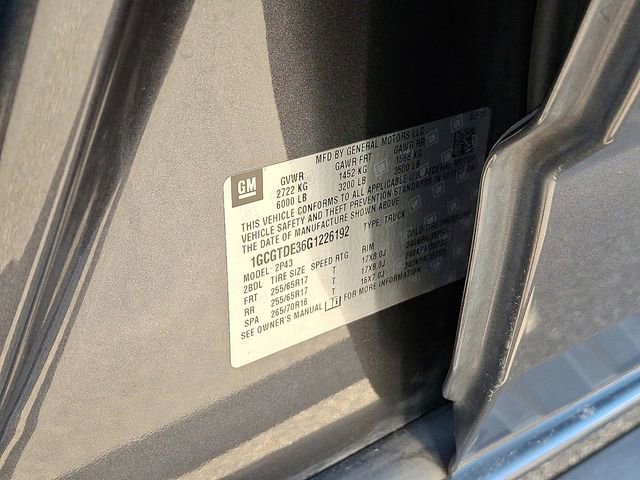 GM
MFD BY GENERAL MOTORS LLC
GVWR GAWR FRT GAWR RR
2722 KG 1452 KG 1588 KG
6000 LB 3200 LB 3500 LB
THIS VEHICLE CONFORMS TO ALL APPLICABLE U.S. FEDERAL MOTOR
VEHICLE SAFETY AND THEFT PREVENTION STANDARDS IN EFFECT ON
THE DATE OF MANUFACTURE SHOWN ABOVE.
1GCGTDE36G1226192 TYPE: TRUCK
MODEL: 2P43
2BDL TIRE SIZE SPEED RTG RIM COLD TIRE PRESSURE
FRT 255/65R17 T 17X8.0J
RR 255/65R17 T 17X8.0J
SPA 265/70R16 T 16X7.0J
SEE OWNER'S MANUAL FOR MORE INFORMATION